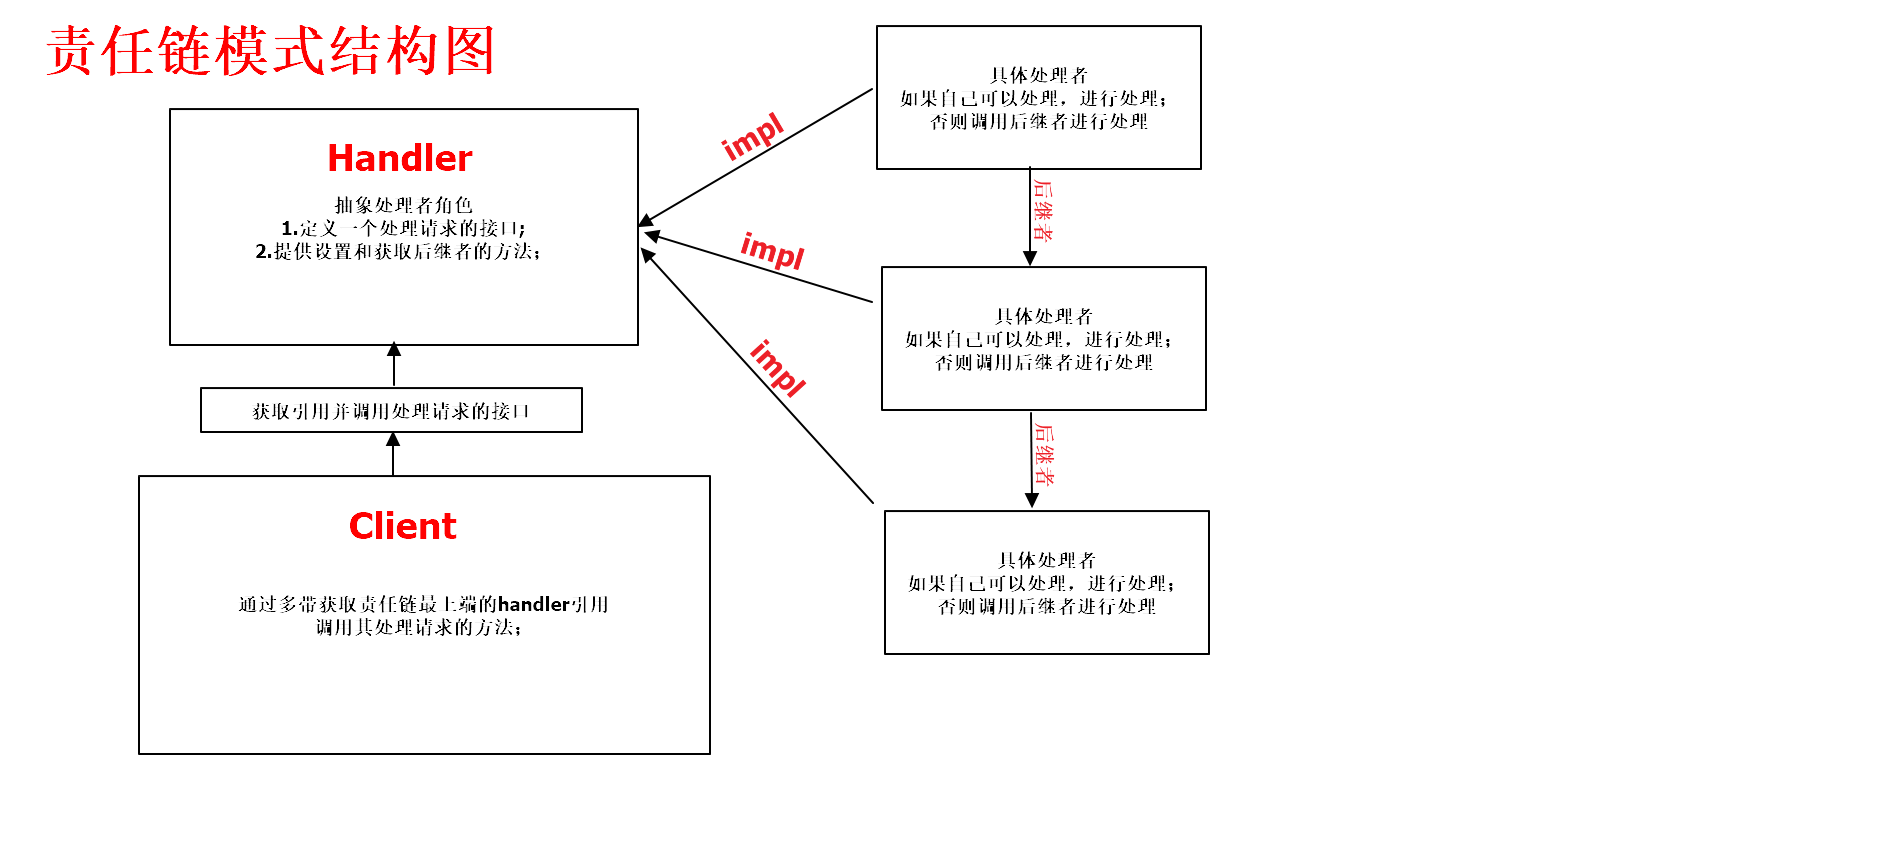 责任链模式结构图
Handler
抽象处理者角色
1.定义一个处理请求的接口;
2.提供设置和获取后继者的方法；
获取引用并调用处理请求的接口
Client
通过多带获取责任链最上端的handler引用
调用其处理请求的方法；
impl
impl
impl
具体处理者
如果自己可以处理，进行处理；
否则调用后继者进行处理
后继者
具体处理者
如果自己可以处理，进行处理；
否则调用后继者进行处理
后继者
具体处理者
如果自己可以处理，进行处理；
否则调用后继者进行处理